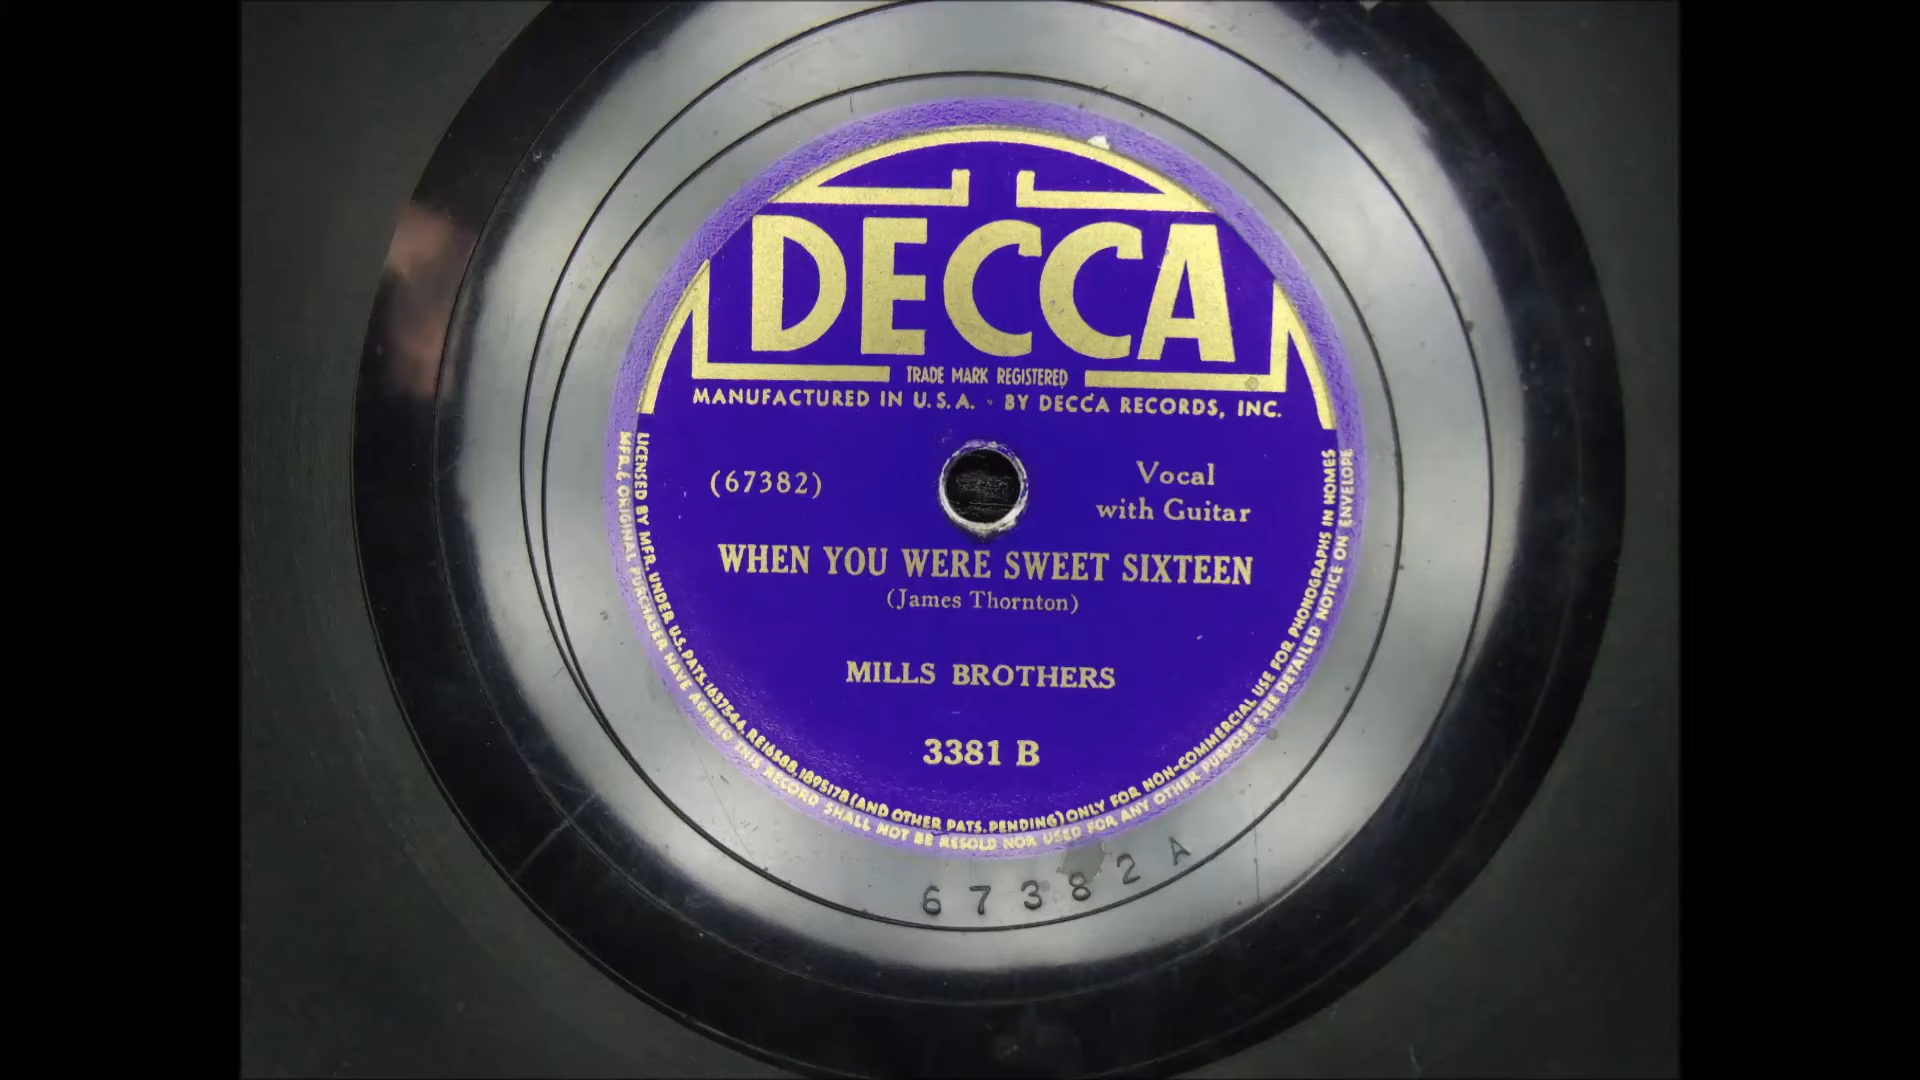 DECCA
TRADE MARK REGISTERED
MANUFACTURED IN U.S.A. · BY DECCA RECORDS, INC.
(67382)
Vocal
with Guitar
WHEN YOU WERE SWEET SIXTEEN
(James Thornton)
MILLS BROTHERS
3381 B
LICENSED BY MFR. UNDER U.S. PATS. 1637544, RE16588, 1895178 (AND OTHER PATS. PENDING) ONLY FOR NON-COMMERCIAL USE FOR PHONOGRAPHS IN HOMES
MFR. & ORIGINAL PURCHASER HAVE AGREED THIS RECORD SHALL NOT BE RESOLD NOR USED FOR ANY OTHER PURPOSE · SEE DETAILED NOTICE ON ENVELOPE
67382A